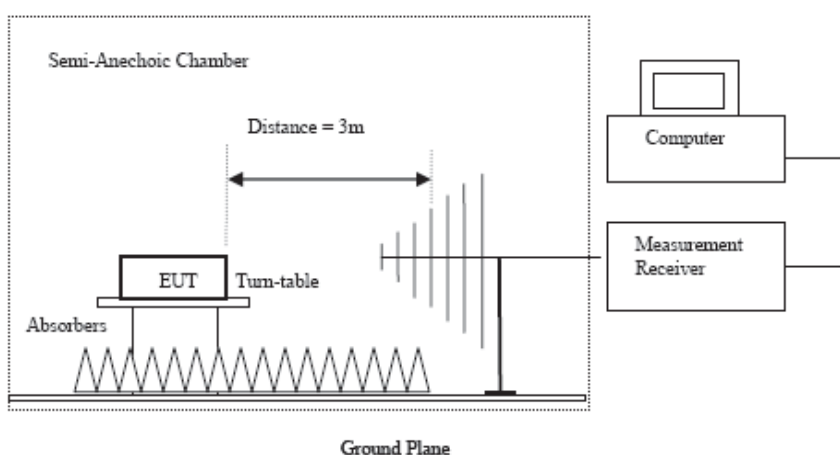 Semi-Anechoic Chamber
Distance = 3m
Computer
Measurement
Receiver
EUT
Turn-table
Absorbers
Ground Plane